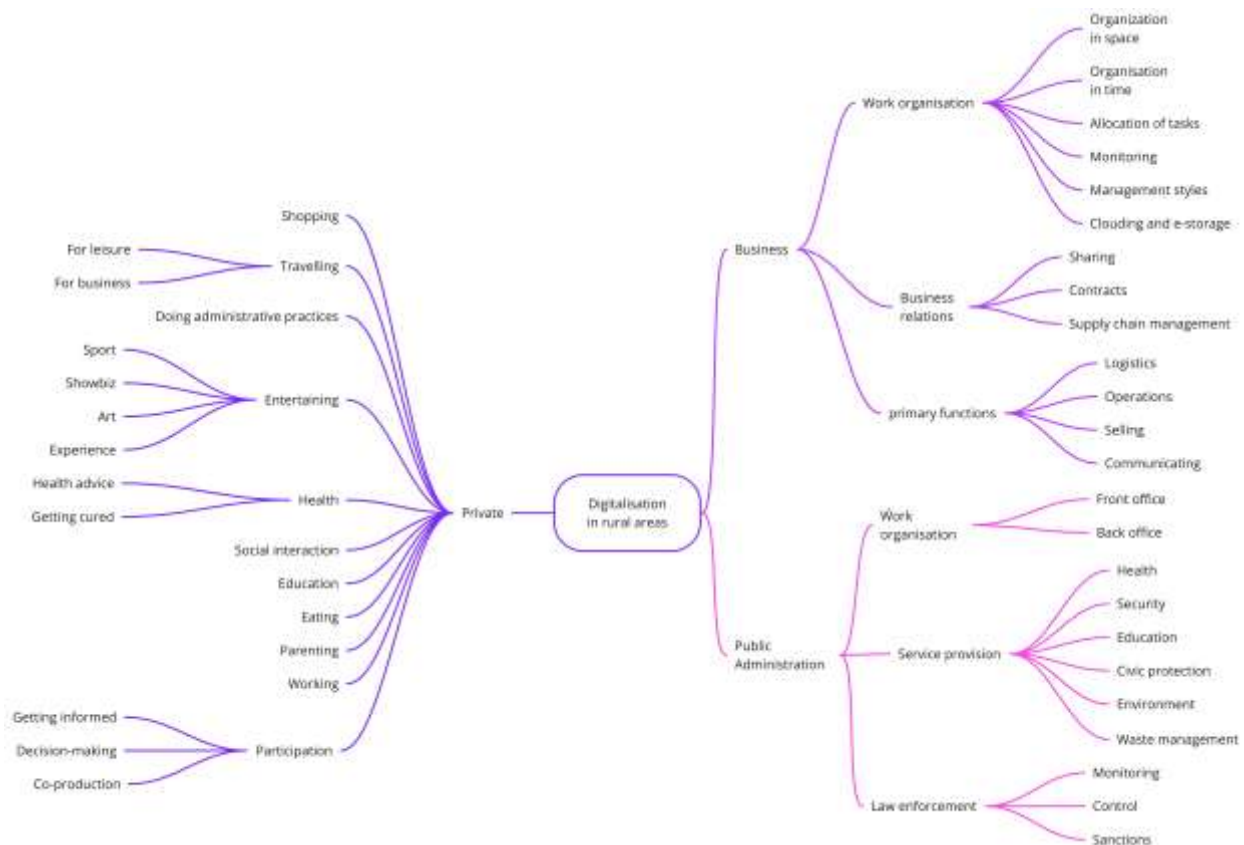 Digitalisation
in rural areas
Private
Shopping
Travelling
For leisure
For business
Doing administrative practices
Entertaining
Sport
Showbiz
Art
Experience
Health
Health advice
Getting cured
Social interaction
Education
Eating
Parenting
Working
Participation
Getting informed
Decision-making
Co-production
Business
Work organisation
Organization
in space
Organisation
in time
Allocation of tasks
Monitoring
Management styles
Clouding and e-storage
Business
relations
Sharing
Contracts
Supply chain management
primary functions
Logistics
Operations
Selling
Communicating
Public
Administration
Work
organisation
Front office
Back office
Service provision
Health
Security
Education
Civic protection
Environment
Waste management
Law enforcement
Monitoring
Control
Sanctions